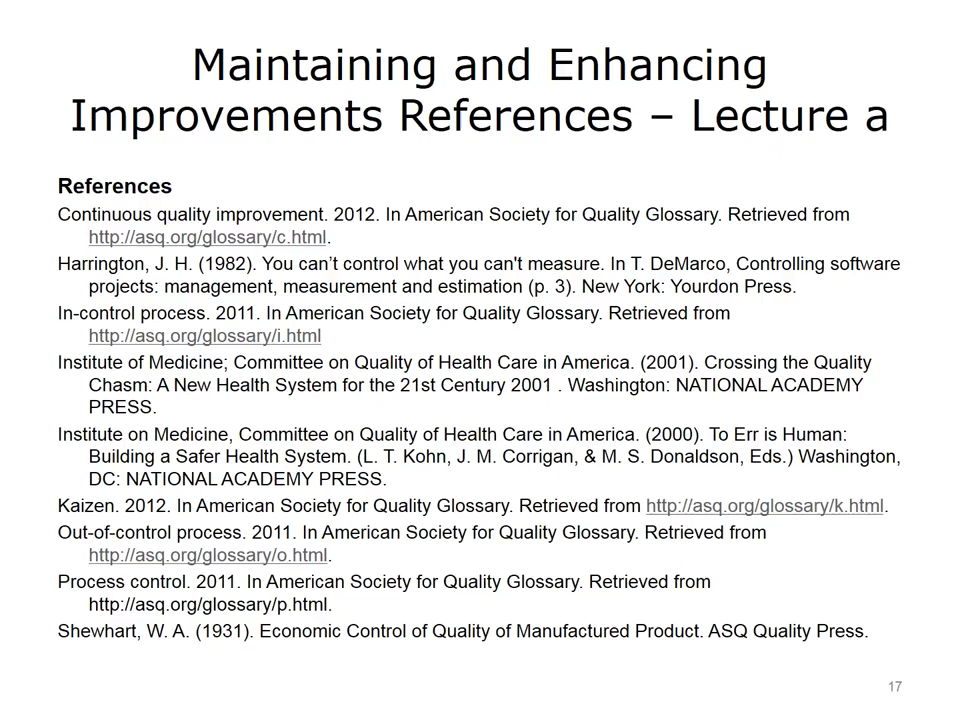 Maintaining and Enhancing
Improvements References – Lecture a
References
Continuous quality improvement. 2012. In American Society for Quality Glossary. Retrieved from
http://asq.org/glossary/c.html.
Harrington, J. H. (1982). You can’t control what you can't measure. In T. DeMarco, Controlling software
projects: management, measurement and estimation (p. 3). New York: Yourdon Press.
In-control process. 2011. In American Society for Quality Glossary. Retrieved from
http://asq.org/glossary/i.html
Institute of Medicine; Committee on Quality of Health Care in America. (2001). Crossing the Quality
Chasm: A New Health System for the 21st Century 2001 . Washington: NATIONAL ACADEMY
PRESS.
Institute on Medicine, Committee on Quality of Health Care in America. (2000). To Err is Human:
Building a Safer Health System. (L. T. Kohn, J. M. Corrigan, & M. S. Donaldson, Eds.) Washington,
DC: NATIONAL ACADEMY PRESS.
Kaizen. 2012. In American Society for Quality Glossary. Retrieved from http://asq.org/glossary/k.html.
Out-of-control process. 2011. In American Society for Quality Glossary. Retrieved from
http://asq.org/glossary/o.html.
Process control. 2011. In American Society for Quality Glossary. Retrieved from
http://asq.org/glossary/p.html.
Shewhart, W. A. (1931). Economic Control of Quality of Manufactured Product. ASQ Quality Press.
17